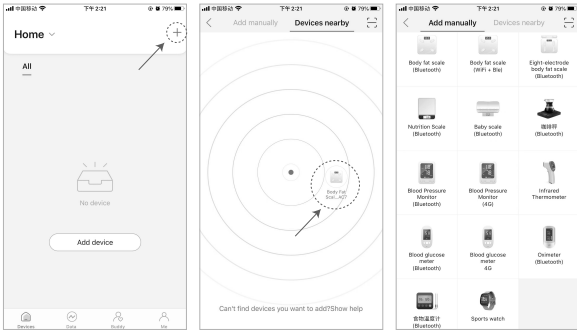 中国移动
下午2:21
79%
Home
All
No device
Add device
Devices
Data
Buddy
Me
中国移动
下午2:21
79%
Add manually
Devices nearby
Body Fat
Scal...
Can't find devices you want to add?Show help
中国移动
下午2:21
79%
Add manually
Devices nearby
Body fat scale
(Bluetooth)
Body fat scale
(WiFi + Ble)
Eight-electrode
body fat scale
(Bluetooth)
Nutrition Scale
(Bluetooth)
Baby scale
(Bluetooth)
咖啡秤
(Bluetooth)
Blood Pressure
Monitor
(Bluetooth)
Blood Pressure
Monitor
(4G)
Infrared
Thermometer
Blood glucose
meter
(Bluetooth)
Blood glucose
meter
4G
Oximeter
(Bluetooth)
食物温度计
(Bluetooth)
Sports watch